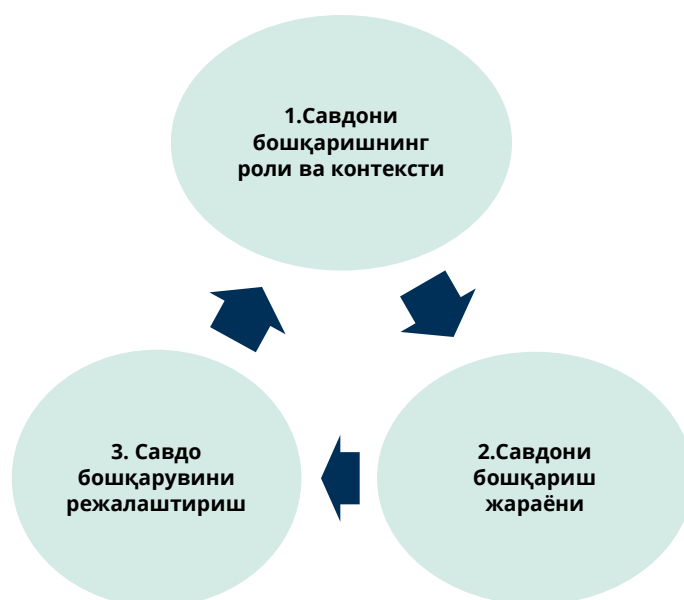 1.Савдони
бошқаришнинг
роли ва контексти
2.Савдони
бошқариш
жараёни
3. Савдо
бошқарувини
режалаштириш